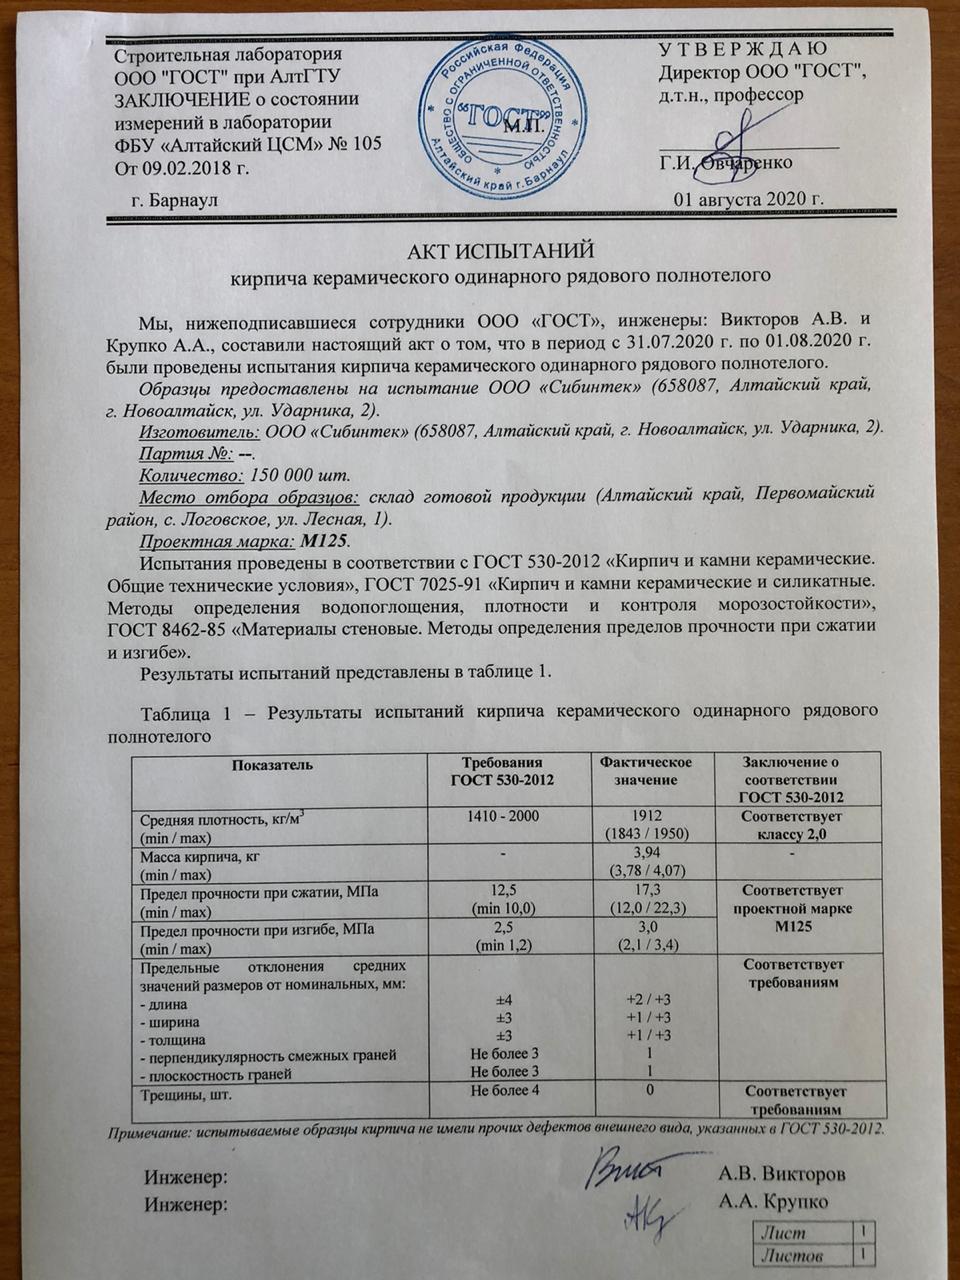 Строительная лаборатория
ООО "ГОСТ" при АлтГТУ
ЗАКЛЮЧЕНИЕ о состоянии
измерений в лаборатории
ФБУ «Алтайский ЦСМ» № 105
От 09.02.2018 г.
г. Барнаул
Российская Федерация
ОБЩЕСТВО С ОГРАНИЧЕННОЙ ОТВЕТСТВЕННОСТЬЮ
"ГОСТ"
Алтайский край г.Барнаул
М.П.
УТВЕРЖДАЮ
Директор ООО "ГОСТ",
д.т.н., профессор
Г.И. Овчаренко
01 августа 2020 г.
АКТ ИСПЫТАНИЙ
кирпича керамического одинарного рядового полнотелого
Мы, нижеподписавшиеся сотрудники ООО «ГОСТ», инженеры: Викторов А.В. и
Крупко А.А., составили настоящий акт о том, что в период с 31.07.2020 г. по 01.08.2020 г.
были проведены испытания кирпича керамического одинарного рядового полнотелого.
Образцы предоставлены на испытание ООО «Сибинтек» (658087, Алтайский край,
г. Новоалтайск, ул. Ударника, 2).
Изготовитель: ООО «Сибинтек» (658087, Алтайский край, г. Новоалтайск, ул. Ударника, 2).
Партия №: --.
Количество: 150 000 шт.
Место отбора образцов: склад готовой продукции (Алтайский край, Первомайский
район, с. Логовское, ул. Лесная, 1).
Проектная марка: М125.
Испытания проведены в соответствии с ГОСТ 530-2012 «Кирпич и камни керамические.
Общие технические условия», ГОСТ 7025-91 «Кирпич и камни керамические и силикатные.
Методы определения водопоглощения, плотности и контроля морозостойкости»,
ГОСТ 8462-85 «Материалы стеновые. Методы определения пределов прочности при сжатии
и изгибе».
Результаты испытаний представлены в таблице 1.
Таблица 1 – Результаты испытаний кирпича керамического одинарного рядового
полнотелого
Показатель Требования Фактическое Заключение о
ГОСТ 530-2012 значение соответствии
ГОСТ 530-2012
Средняя плотность, кг/м³ 1410 - 2000 1912 Соответствует
(min / max) (1843 / 1950) классу 2,0
Масса кирпича, кг - 3,94 -
(min / max) (3,78 / 4,07)
Предел прочности при сжатии, МПа 12,5 17,3 Соответствует
(min / max) (min 10,0) (12,0 / 22,3) проектной марке
Предел прочности при изгибе, МПа 2,5 3,0 М125
(min / max) (min 1,2) (2,1 / 3,4)
Предельные отклонения средних Соответствует
значений размеров от номинальных, мм: требованиям
- длина ±4 +2 / +3
- ширина ±3 +1 / +3
- толщина ±3 +1 / +3
- перпендикулярность смежных граней Не более 3 1
- плоскостность граней Не более 3 1
Трещины, шт. Не более 4 0 Соответствует
требованиям
Примечание: испытываемые образцы кирпича не имели прочих дефектов внешнего вида, указанных в ГОСТ 530-2012.
Инженер: А.В. Викторов
Инженер: А.А. Крупко
Лист 1
Листов 1